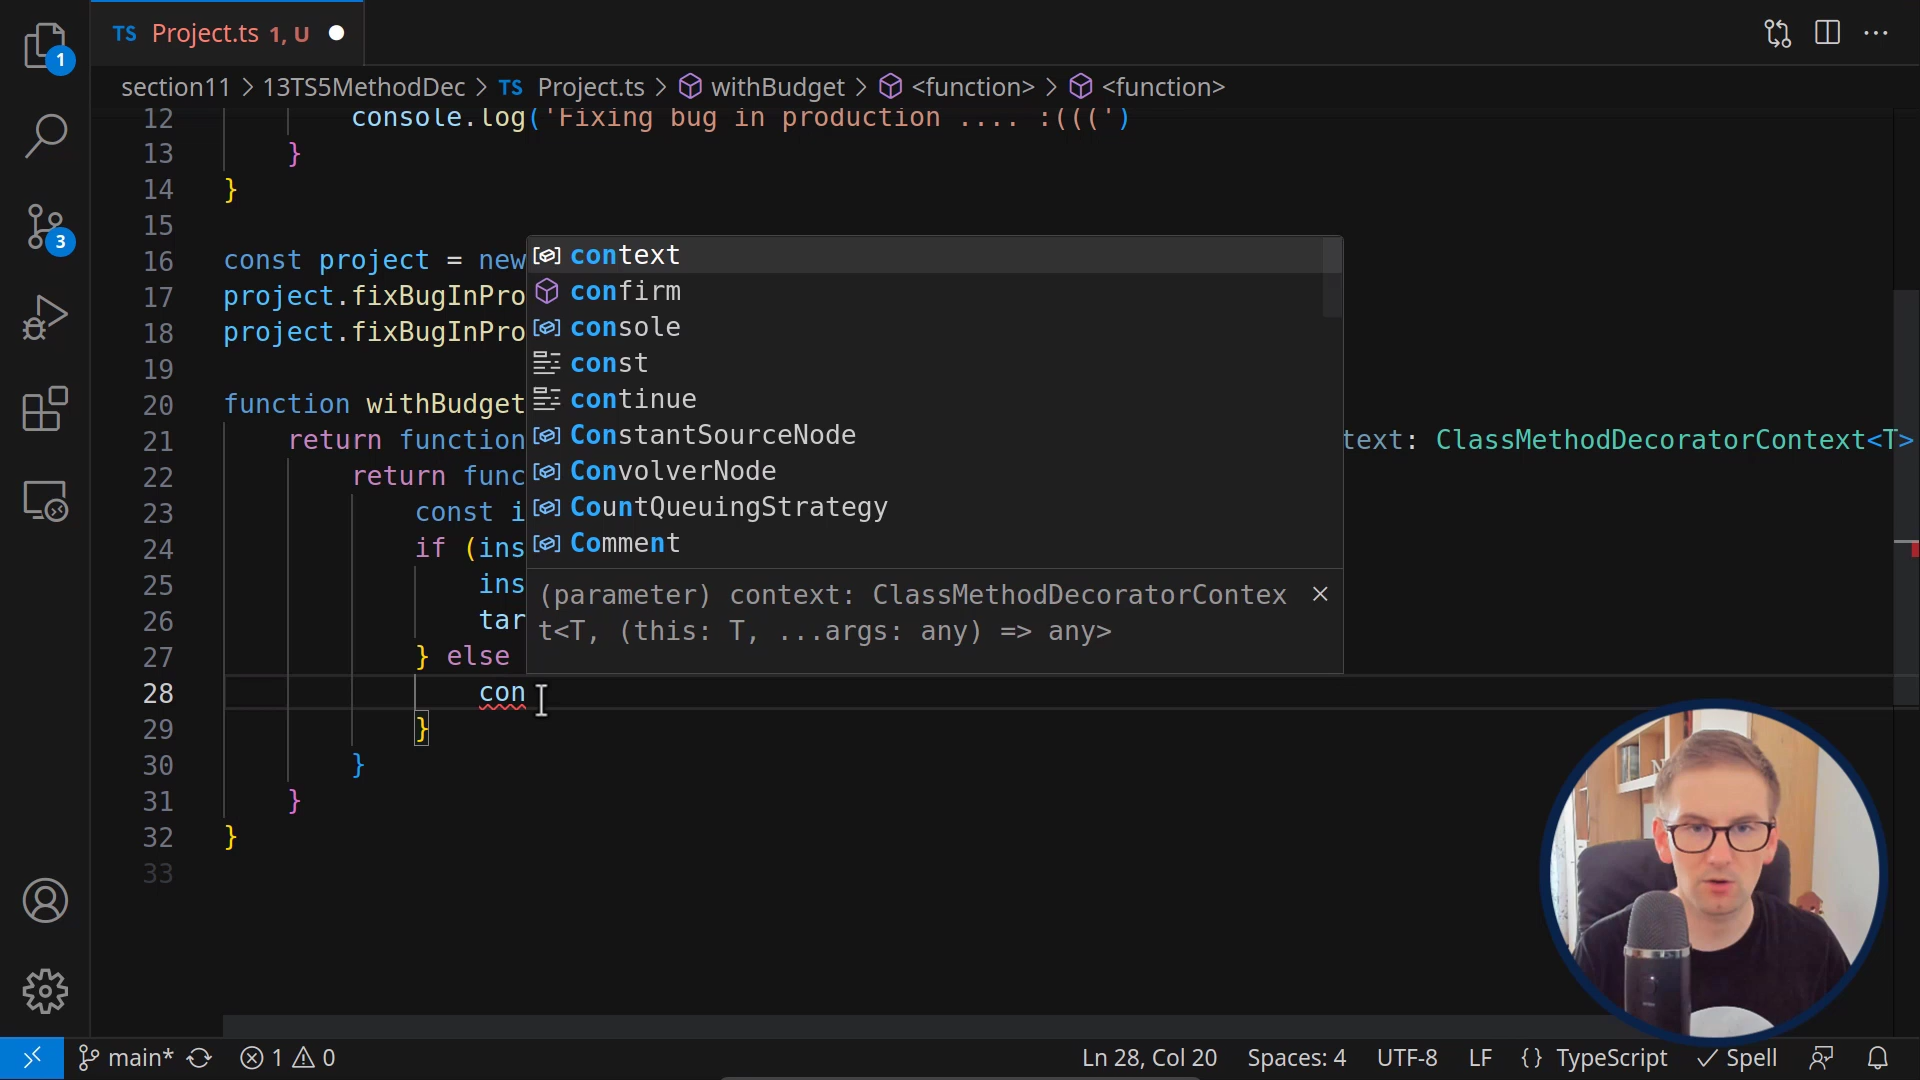 1
TS Project.ts 1, U
section11 > 13TS5MethodDec > TS Project.ts > withBudget > <function> > <function>
12 console.log('Fixing bug in production .... :(((')
13 }
14 }
15
16 const project = new
17 project.fixBugInPro
18 project.fixBugInPro
19
20 function withBudget
21 return function text: ClassMethodDecoratorContext<T>
22 return func
23 const i
24 if (ins
25 ins
26 tar
27 } else
28 con
29 }
30 }
31 }
32 }
33
context
confirm
console
const
continue
ConstantSourceNode
ConvolverNode
CountQueuingStrategy
Comment
(parameter) context: ClassMethodDecoratorContex
t<T, (this: T, ...args: any) => any>
3
main* 1 0 Ln 28, Col 20 Spaces: 4 UTF-8 LF {} TypeScript Spell